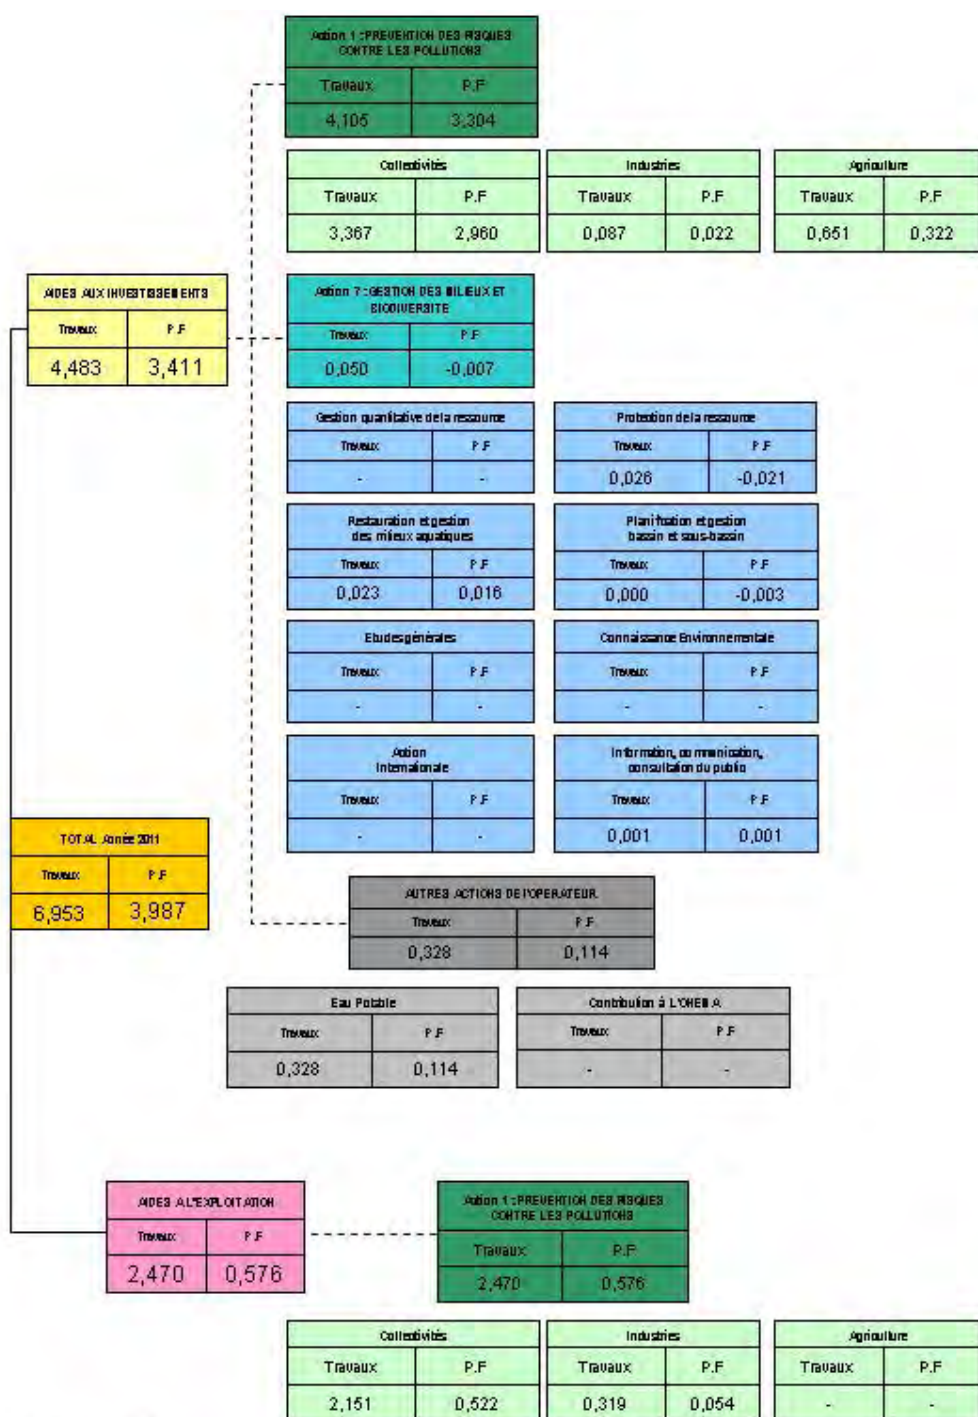 Action 1 : PREVENTION DES RISQUES
CONTRE LES POLLUTIONS
Travaux P.F
4,105 3,304
Collectivités Industries Agriculture
Travaux P.F Travaux P.F Travaux P.F
3,367 2,960 0,087 0,022 0,651 0,322
AIDES AUX INVESTISSEMENTS
Travaux P.F
4,483 3,411
Action 7 : GESTION DES MILIEUX ET
BIODIVERSITE
Travaux P.F
0,050 -0,007
Gestion quantitative de la ressource Protection de la ressource
Travaux P.F Travaux P.F
- - 0,026 -0,021
Restauration et gestion
des milieux aquatiques
Planification et gestion
bassin et sous-bassin
Travaux P.F Travaux P.F
0,023 0,016 0,000 -0,003
Etudes générales Connaissance Environnementale
Travaux P.F Travaux P.F
- - - -
Action
Internationale
Information, communication,
consultation du public
Travaux P.F Travaux P.F
- - 0,001 0,001
TOTAL Année 2011
Travaux P.F
6,953 3,987
AUTRES ACTIONS DE l'OPERATEUR
Travaux P.F
0,328 0,114
Eau Potable Contribution à L'ONEMA
Travaux P.F Travaux P.F
0,328 0,114 - -
AIDES A L'EXPLOITATION
Travaux P.F
2,470 0,576
Action 1 : PREVENTION DES RISQUES
CONTRE LES POLLUTIONS
Travaux P.F
2,470 0,576
Collectivités Industries Agriculture
Travaux P.F Travaux P.F Travaux P.F
2,151 0,522 0,319 0,054 - -